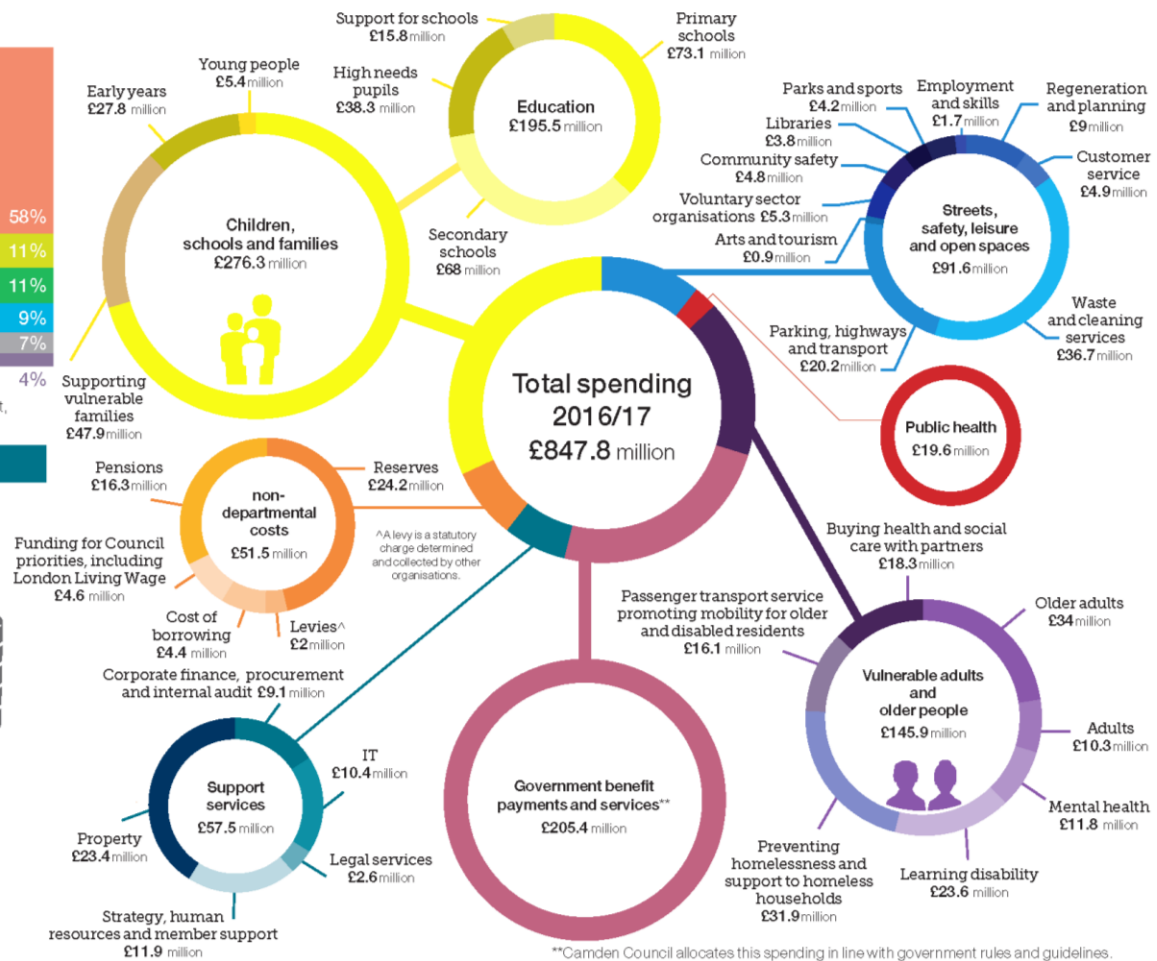 58%
11%
11%
9%
7%
4%
t,
Support for schools
£15.8 million
Primary
schools
£73.1 million
High needs
pupils
£38.3 million
Education
£195.5 million
Secondary
schools
£68 million
Young people
£5.4 million
Early years
£27.8 million
Children,
schools and families
£276.3 million
Supporting
vulnerable
families
£47.9 million
Parks and sports
£4.2 million
Employment
and skills
£1.7 million
Regeneration
and planning
£9 million
Libraries
£3.8 million
Customer
service
£4.9 million
Community safety
£4.8 million
Voluntary sector
organisations £5.3 million
Arts and tourism
£0.9 million
Streets,
safety, leisure
and open spaces
£91.6 million
Waste
and cleaning
services
£36.7 million
Parking, highways
and transport
£20.2 million
Total spending
2016/17
£847.8 million
Public health
£19.6 million
Pensions
£16.3 million
Reserves
£24.2 million
non-
departmental
costs
£51.5 million
^A levy is a statutory
charge determined
and collected by other
organisations.
Funding for Council
priorities, including
London Living Wage
£4.6 million
Cost of
borrowing
£4.4 million
Levies^
£2 million
Buying health and social
care with partners
£18.3 million
Passenger transport service
promoting mobility for older
and disabled residents
£16.1 million
Older adults
£34 million
Vulnerable adults
and
older people
£145.9 million
Adults
£10.3 million
Mental health
£11.8 million
Learning disability
£23.6 million
Preventing
homelessness and
support to homeless
households
£31.9 million
Corporate finance, procurement
and internal audit £9.1 million
IT
£10.4 million
Support
services
£57.5 million
Property
£23.4 million
Legal services
£2.6 million
Strategy, human
resources and member support
£11.9 million
Government benefit
payments and services**
£205.4 million
**Camden Council allocates this spending in line with government rules and guidelines.